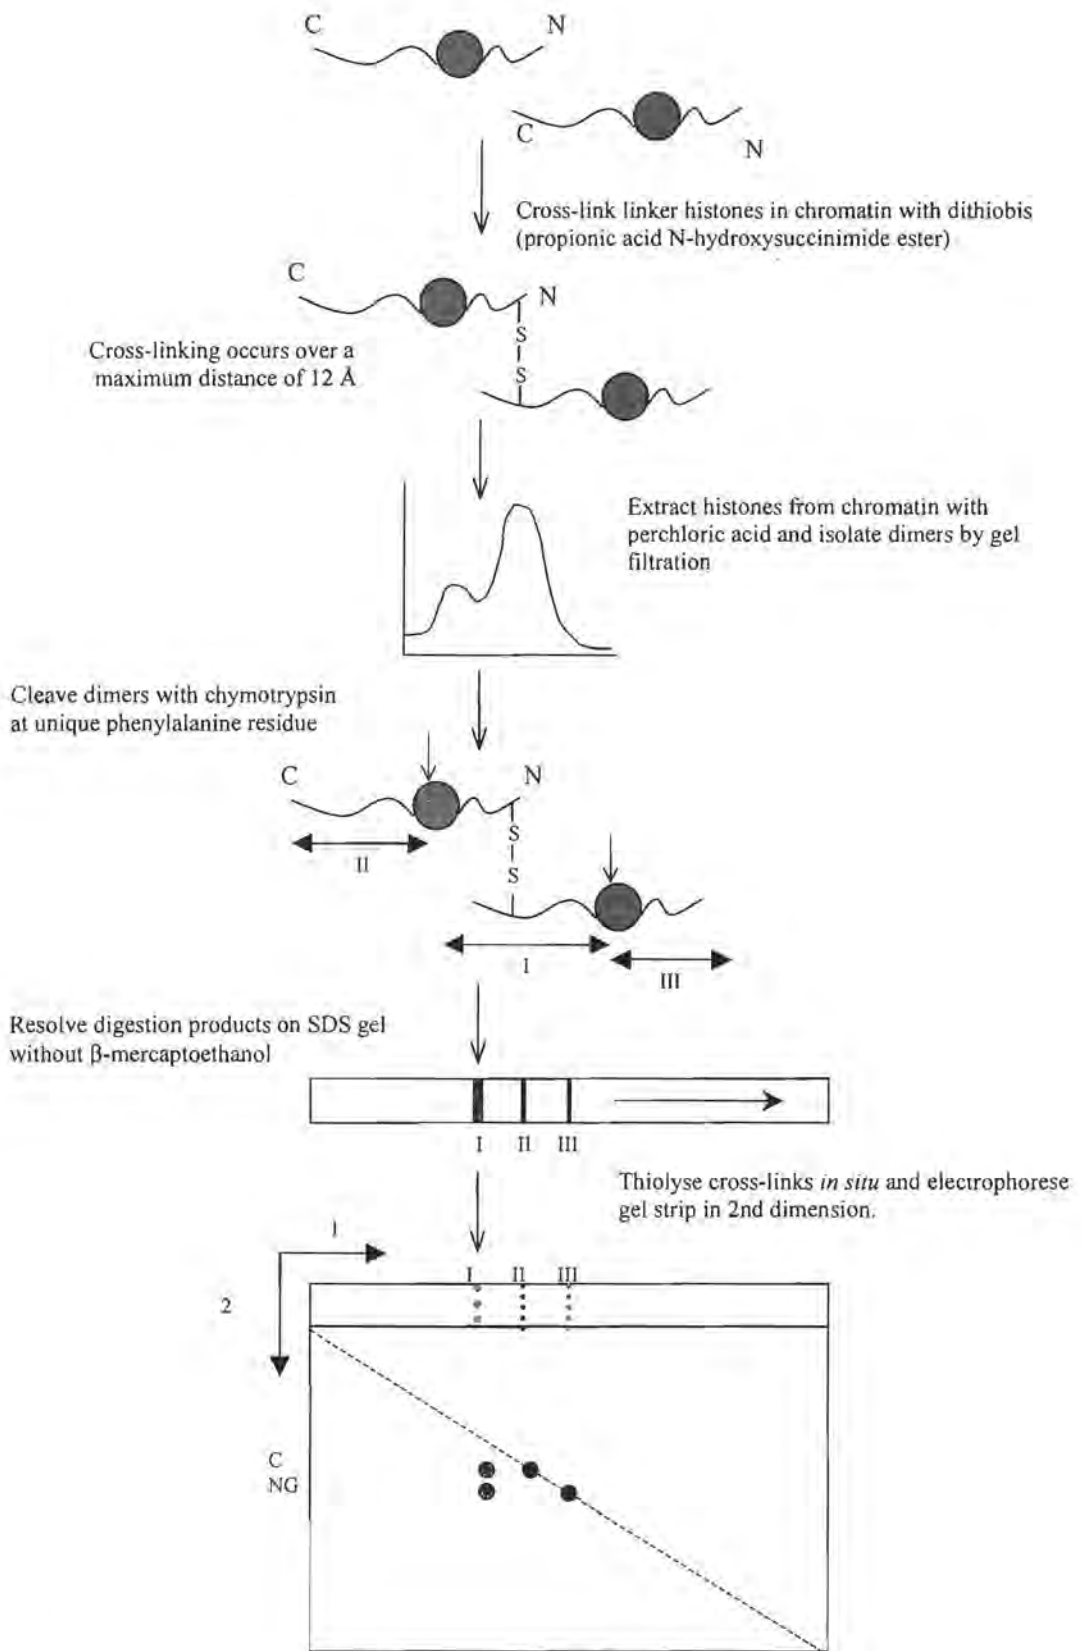 C
N
C
N
Cross-link linker histones in chromatin with dithiobis
(propionic acid N-hydroxysuccinimide ester)
C
N
S
S
Cross-linking occurs over a
maximum distance of 12 Å
Extract histones from chromatin with
perchloric acid and isolate dimers by gel
filtration
Cleave dimers with chymotrypsin
at unique phenylalanine residue
C
N
S
S
II
I
III
Resolve digestion products on SDS gel
without β-mercaptoethanol
I II III
Thiolyse cross-links in situ and electrophorese
gel strip in 2nd dimension.
1
I II III
2
C
NG